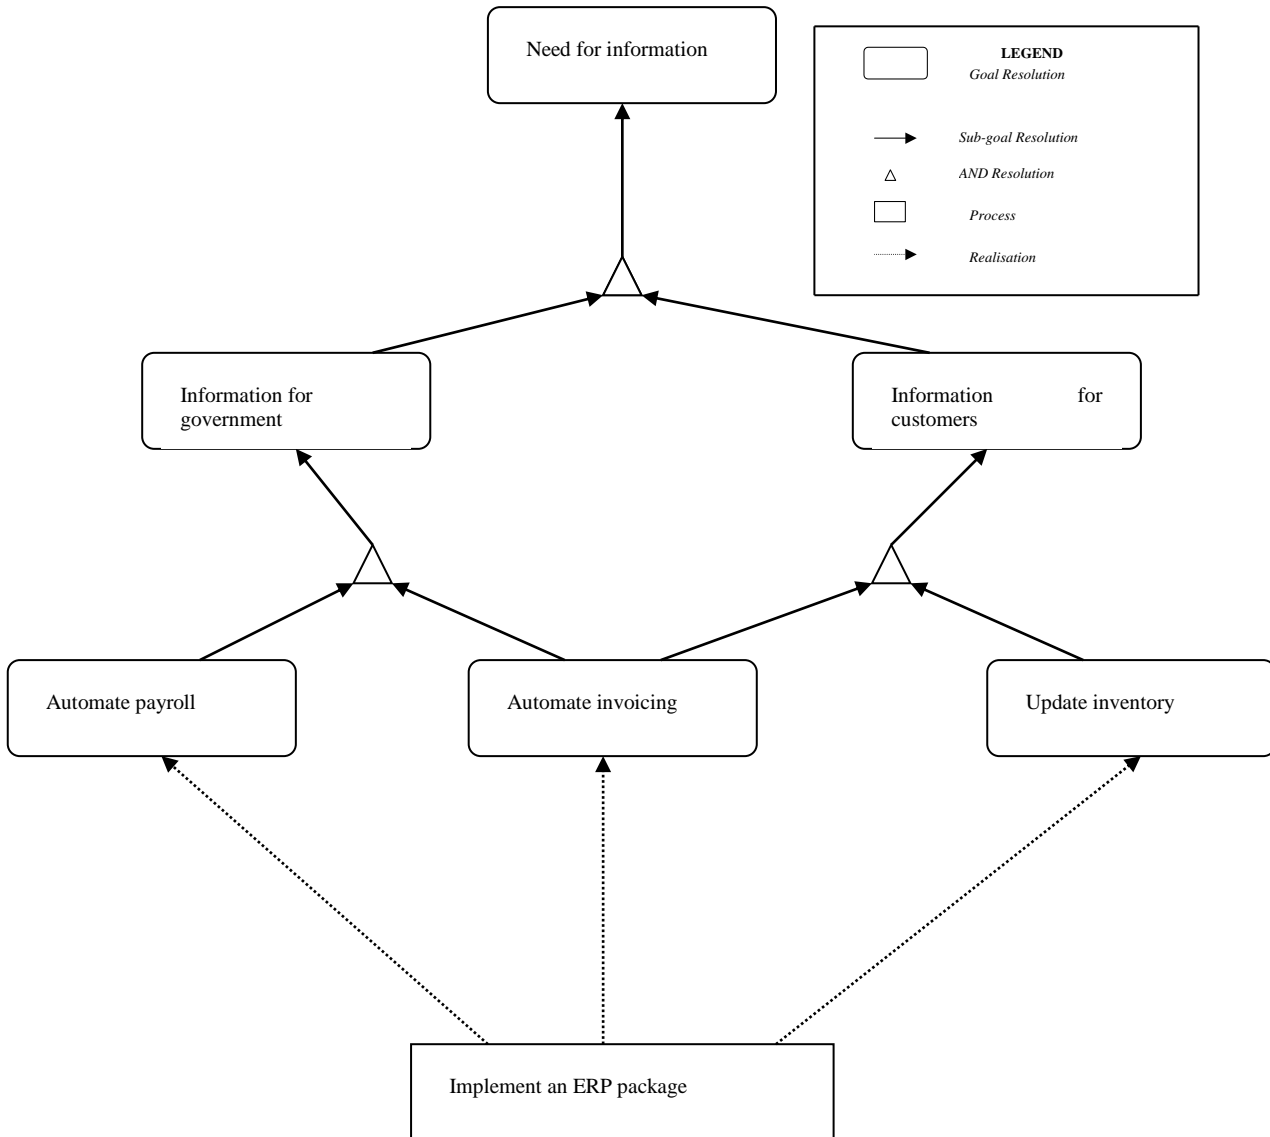 Need for information
LEGEND
Goal Resolution
Sub-goal Resolution
AND Resolution
Process
Realisation
Information for
government
Information for
customers
Automate payroll
Automate invoicing
Update inventory
Implement an ERP package